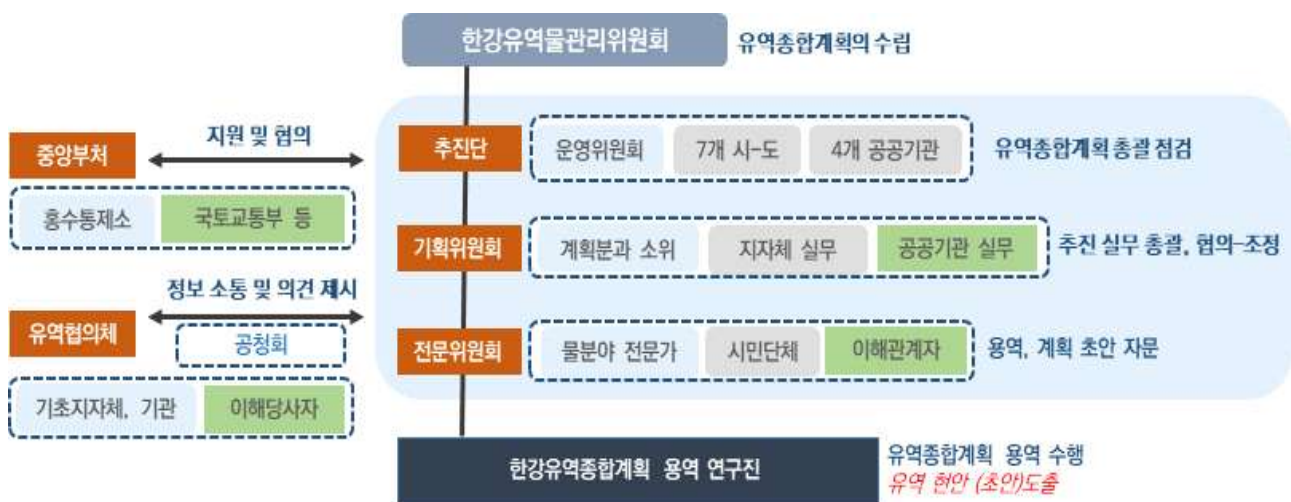 한강유역물관리위원회
유역종합계획의 수립
중앙부처
지원 및 협의
홍수통제소
국토교통부 등
추진단
운영위원회
7개 시-도
4개 공공기관
유역종합계획 총괄 점검
기획위원회
계획분과 소위
지자체 실무
공공기관 실무
추진 실무 총괄, 협의-조정
정보 소통 및 의견 제시
유역협의체
공청회
기초지자체, 기관
이해당사자
전문위원회
물분야 전문가
시민단체
이해관계자
용역, 계획 초안 자문
한강유역종합계획 용역 연구진
유역종합계획 용역 수행
유역 현안 (초안)도출